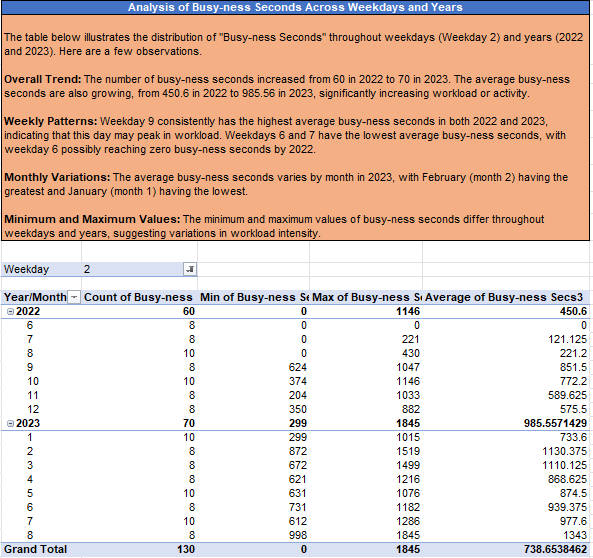 Analysis of Busy-ness Seconds Across Weekdays and Years
The table below illustrates the distribution of "Busy-ness Seconds" throughout weekdays (Weekday 2) and years (2022
and 2023). Here are a few observations.
Overall Trend: The number of busy-ness seconds increased from 60 in 2022 to 70 in 2023. The average busy-ness
seconds are also growing, from 450.6 in 2022 to 985.56 in 2023, significantly increasing workload or activity.
Weekly Patterns: Weekday 9 consistently has the highest average busy-ness seconds in both 2022 and 2023,
indicating that this day may peak in workload. Weekdays 6 and 7 have the lowest average busy-ness seconds, with
weekday 6 possibly reaching zero busy-ness seconds by 2022.
Monthly Variations: The average busy-ness seconds varies by month in 2023, with February (month 2) having the
greatest and January (month 1) having the lowest.
Minimum and Maximum Values: The minimum and maximum values of busy-ness seconds differ throughout
weekdays and years, suggesting variations in workload intensity.
Weekday 2
Year/Month Count of Busy-ness Min of Busy-ness Se Max of Busy-ness S Average of Busy-ness Secs3
2022 60 0 1146 450.6
6 8 0 0 0
7 8 0 221 121.125
8 10 0 430 221.2
9 8 624 1047 851.5
10 10 374 1146 772.2
11 8 204 1033 589.625
12 8 350 882 575.5
2023 70 299 1845 985.5571429
1 10 299 1015 733.6
2 8 872 1519 1130.375
3 8 672 1499 1110.125
4 8 621 1216 868.625
5 10 631 1076 874.5
6 8 731 1182 939.375
7 10 612 1286 977.6
8 8 998 1845 1343
Grand Total 130 0 1845 738.6538462